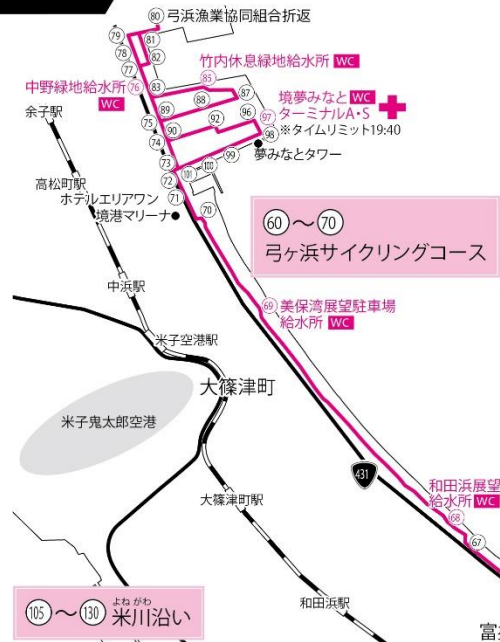 80 弓浜漁業協同組合折返
79
81
78
82
77
竹内休息緑地給水所 WC
85
中野緑地給水所
76
WC
83
87
88
89
境夢みなと WC
ターミナルA・S
※タイムリミット19:40
96
97
92
75
90
98
余子駅
74
夢みなとタワー
99
73
100
101
72
高松町駅
ホテルエリアワン
境港マリーナ
71
70
60～70
弓ヶ浜サイクリングコース
中浜駅
69 美保湾展望駐車場
給水所 WC
米子空港駅
大篠津町
米子鬼太郎空港
431
和田浜展望
給水所 WC
68
67
大篠津町駅
105～130 米川沿い
よねがわ
和田浜駅
富